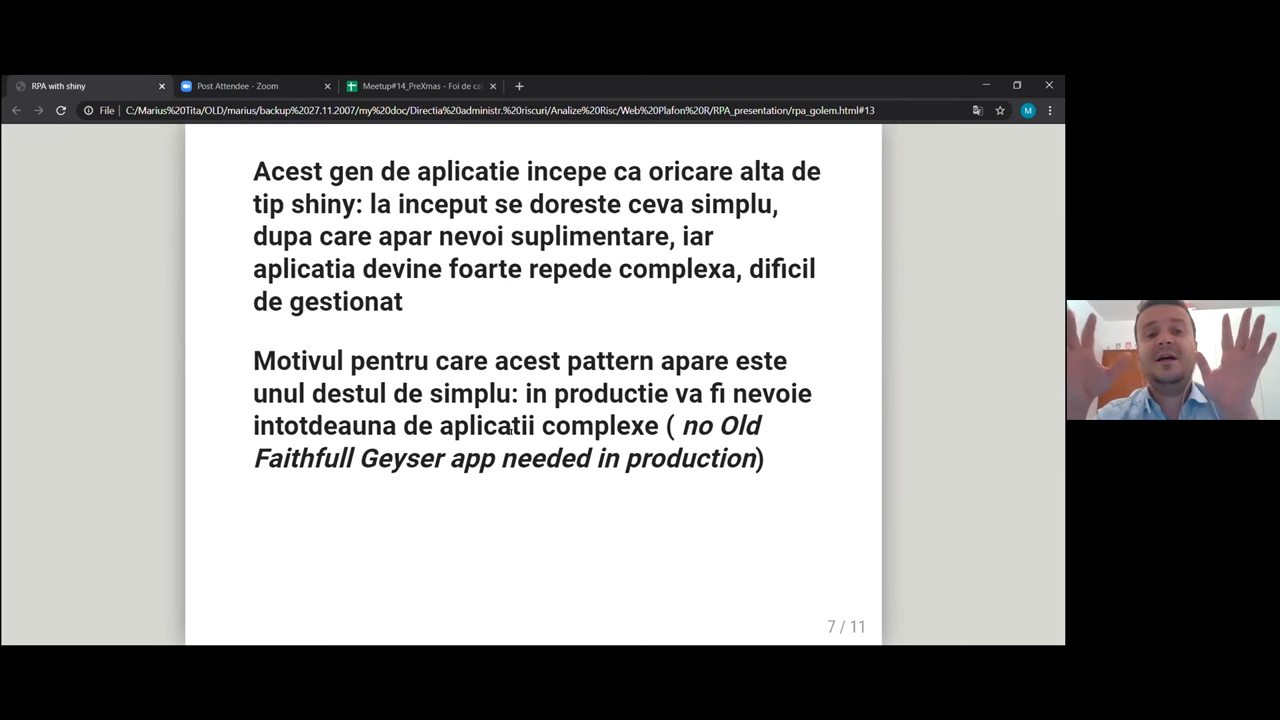 RPA with shiny
Post Attendee - Zoom
Meetup#14_PreXmas - Foi de ca
File
C:/Marius%20Tita/OLD/marius/backup%2027.11.2007/my%20doc/Directia%20administr.%20riscuri/Analize%20Risc/Web%20Plafon%20R/RPA_presentation/rpa_golem.html#13
M
Acest gen de aplicatie incepe ca oricare alta de
tip shiny: la inceput se doreste ceva simplu,
dupa care apar nevoi suplimentare, iar
aplicatia devine foarte repede complexa, dificil
de gestionat
Motivul pentru care acest pattern apare este
unul destul de simplu: in productie va fi nevoie
intotdeauna de aplicatii complexe ( no Old
Faithfull Geyser app needed in production)
7 / 11